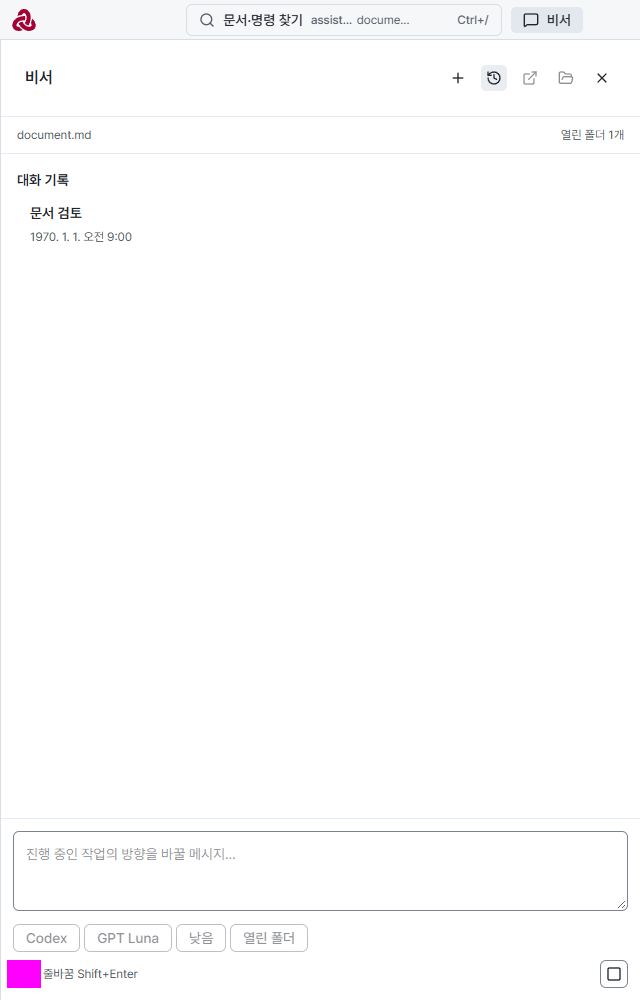 문서·명령 찾기 assist... docume... Ctrl+/ 비서
비서
document.md 열린 폴더 1개
대화 기록
문서 검토
1970. 1. 1. 오전 9:00
진행 중인 작업의 방향을 바꿀 메시지...
Codex GPT Luna 낮음 열린 폴더
줄바꿈 Shift+Enter